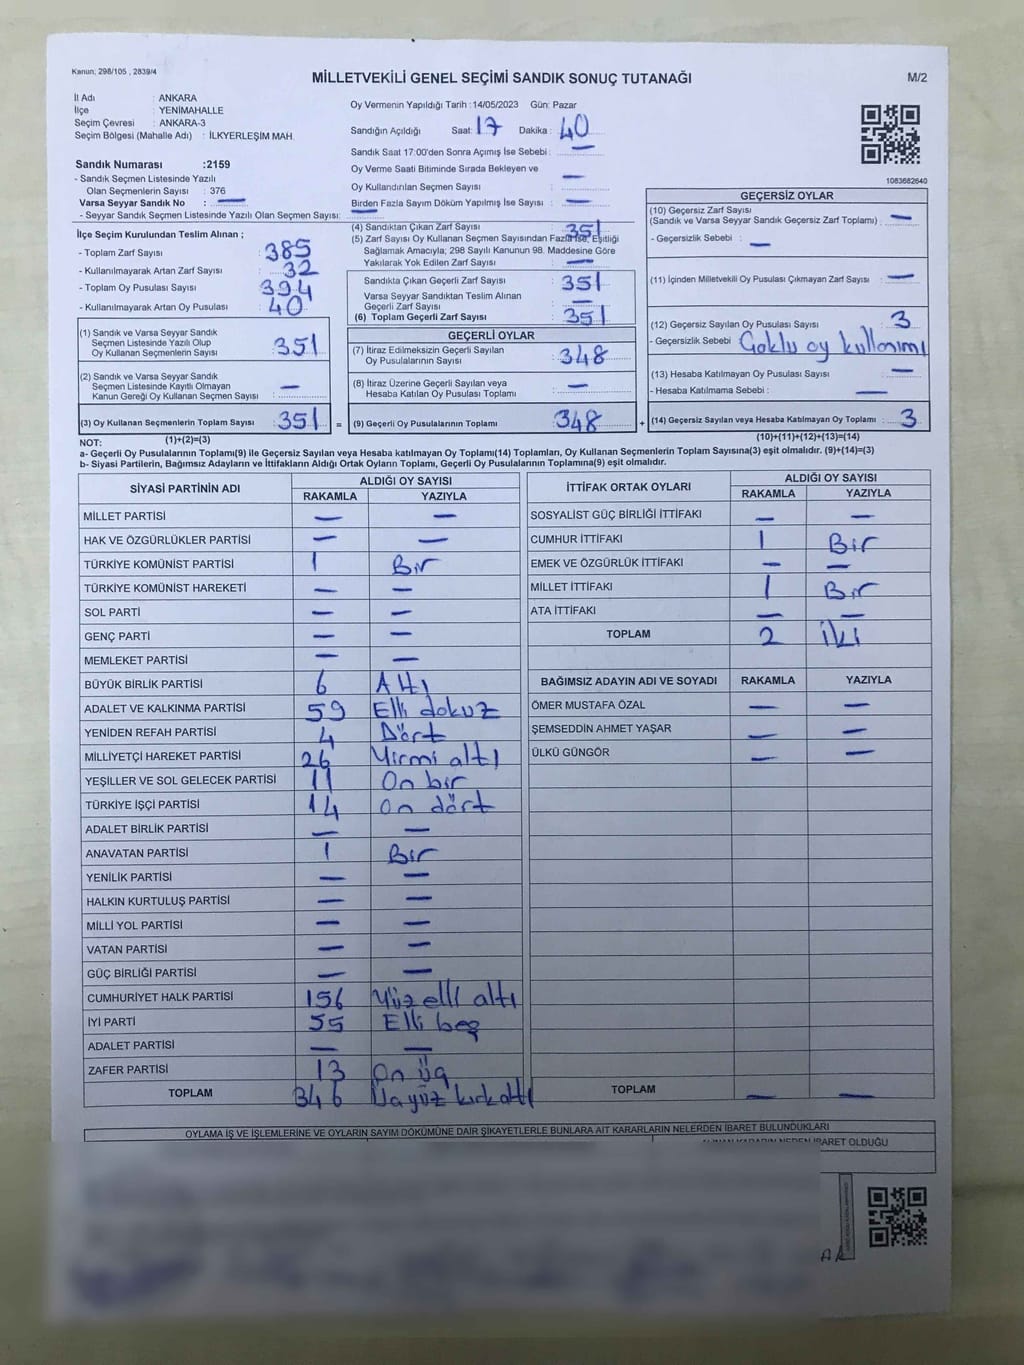 Kanun; 298/105 , 2839/4
MİLLETVEKİLİ GENEL SEÇİMİ SANDIK SONUÇ TUTANAĞI
M/2
İl Adı : ANKARA
İlçe : YENİMAHALLE
Seçim Çevresi : ANKARA-3
Seçim Bölgesi (Mahalle Adı) : İLKYERLEŞİM MAH.
Sandık Numarası :2159
- Sandık Seçmen Listesinde Yazılı
Olan Seçmenlerin Sayısı : 376
Varsa Seyyar Sandık No : —
- Seyyar Sandık Seçmen Listesinde Yazılı Olan Seçmen Sayısı: —
Oy Vermenin Yapıldığı Tarih :14/05/2023 Gün: Pazar
Sandığın Açıldığı Saat: 17 Dakika : 40
Sandık Saat 17:00'den Sonra Açımış İse Sebebi : —
Oy Verme Saati Bitiminde Sırada Bekleyen ve
Oy Kullandırılan Seçmen Sayısı : —
Birden Fazla Sayım Döküm Yapılmış İse Sayısı : —
1083682640
İlçe Seçim Kurulundan Teslim Alınan ;
- Toplam Zarf Sayısı : 385
- Kullanılmayarak Artan Zarf Sayısı : 32
- Toplam Oy Pusulası Sayısı : 394
- Kullanılmayarak Artan Oy Pusulası : 40
(1) Sandık ve Varsa Seyyar Sandık
Seçmen Listesinde Yazılı Olup
Oy Kullanan Seçmenlerin Sayısı : 351
(2) Sandık ve Varsa Seyyar Sandık
Seçmen Listesinde Kayıtlı Olmayan
Kanun Gereği Oy Kullanan Seçmen Sayısı : —
(3) Oy Kullanan Seçmenlerin Toplam Sayısı : 351 =
(4) Sandıktan Çıkan Zarf Sayısı : 351
(5) Zarf Sayısı Oy Kullanan Seçmen Sayısından Fazla İse, Eşitliği
Sağlamak Amacıyla; 298 Sayılı Kanunun 98. Maddesine Göre
Yakılarak Yok Edilen Zarf Sayısı : —
Sandıkta Çıkan Geçerli Zarf Sayısı : 351
Varsa Seyyar Sandıktan Teslim Alınan
Geçerli Zarf Sayısı : —
(6) Toplam Geçerli Zarf Sayısı : 351
GEÇERLİ OYLAR
(7) İtiraz Edilmeksizin Geçerli Sayılan
Oy Pusulalarının Sayısı : 348
(8) İtiraz Üzerine Geçerli Sayılan veya
Hesaba Katılan Oy Pusulası Toplamı : —
(9) Geçerli Oy Pusulalarının Toplamı : 348 +
GEÇERSİZ OYLAR
(10) Geçersiz Zarf Sayısı
(Sandık ve Varsa Seyyar Sandık Geçersiz Zarf Toplamı) : —
- Geçersizlik Sebebi : —
(11) İçinden Milletvekili Oy Pusulası Çıkmayan Zarf Sayısı : —
(12) Geçersiz Sayılan Oy Pusulası Sayısı : 3
- Geçersizlik Sebebi : Çoklu oy kullanımı
(13) Hesaba Katılmayan Oy Pusulası Sayısı : —
- Hesaba Katılmama Sebebi : —
(14) Geçersiz Sayılan veya Hesaba Katılmayan Oy Toplamı : 3
NOT: (1)+(2)=(3)
(10)+(11)+(12)+(13)=(14)
a- Geçerli Oy Pusulasının Toplamı(9) ile Geçersiz Sayılan veya Hesaba katılmayan Oy Toplamı(14) Toplamları, Oy Kullanan Seçmenlerin Toplam Sayısına(3) eşit olmalıdır. (9)+(14)=(3)
b- Siyasi Partilerin, Bağımsız Adayların ve İttifakların Aldığı Ortak Oyların Toplamı, Geçerli Oy Pusulalarının Toplamına(9) eşit olmalıdır.
SİYASİ PARTİNİN ADI ALDIĞI OY SAYISI
RAKAMLA YAZIYLA
MİLLET PARTİSİ — —
HAK VE ÖZGÜRLÜKLER PARTİSİ — —
TÜRKİYE KOMÜNİST PARTİSİ 1 Bir
TÜRKİYE KOMÜNİST HAREKETİ — —
SOL PARTİ — —
GENÇ PARTİ — —
MEMLEKET PARTİSİ — —
BÜYÜK BİRLİK PARTİSİ 6 Altı
ADALET VE KALKINMA PARTİSİ 59 Elli dokuz
YENİDEN REFAH PARTİSİ 4 Dört
MİLLİYETÇİ HAREKET PARTİSİ 26 Yirmi altı
YEŞİLLER VE SOL GELECEK PARTİSİ 11 On bir
TÜRKİYE İŞÇİ PARTİSİ 14 On dört
ADALET BİRLİK PARTİSİ — —
ANAVATAN PARTİSİ 1 Bir
YENİLİK PARTİSİ — —
HALKIN KURTULUŞ PARTİSİ — —
MİLLİ YOL PARTİSİ — —
VATAN PARTİSİ — —
GÜÇ BİRLİĞİ PARTİSİ — —
CUMHURİYET HALK PARTİSİ 156 Yüz elli altı
İYİ PARTİ 55 Elli beş
ADALET PARTİSİ — —
ZAFER PARTİSİ 13 On üç
TOPLAM 346 Üçyüz kırkaltı
İTTİFAK ORTAK OYLARI ALDIĞI OY SAYISI
RAKAMLA YAZIYLA
SOSYALİST GÜÇ BİRLİĞİ İTTİFAKI — —
CUMHUR İTTİFAKI 1 Bir
EMEK VE ÖZGÜRLÜK İTTİFAKI — —
MİLLET İTTİFAKI 1 Bir
ATA İTTİFAKI — —
TOPLAM 2 İki
BAĞIMSIZ ADAYIN ADI VE SOYADI RAKAMLA YAZIYLA
ÖMER MUSTAFA ÖZAL — —
ŞEMSEDDİN AHMET YAŞAR — —
ÜLKÜ GÜNGÖR — —
TOPLAM — —
OYLAMA İŞ VE İŞLEMLERİNE VE OYLARIN SAYIM DÖKÜMÜNE DAİR ŞİKAYETLERLE BUNLARA AİT KARARLARIN NELERDEN İBARET BULUNDUKLARI
İBARET OLDUĞU